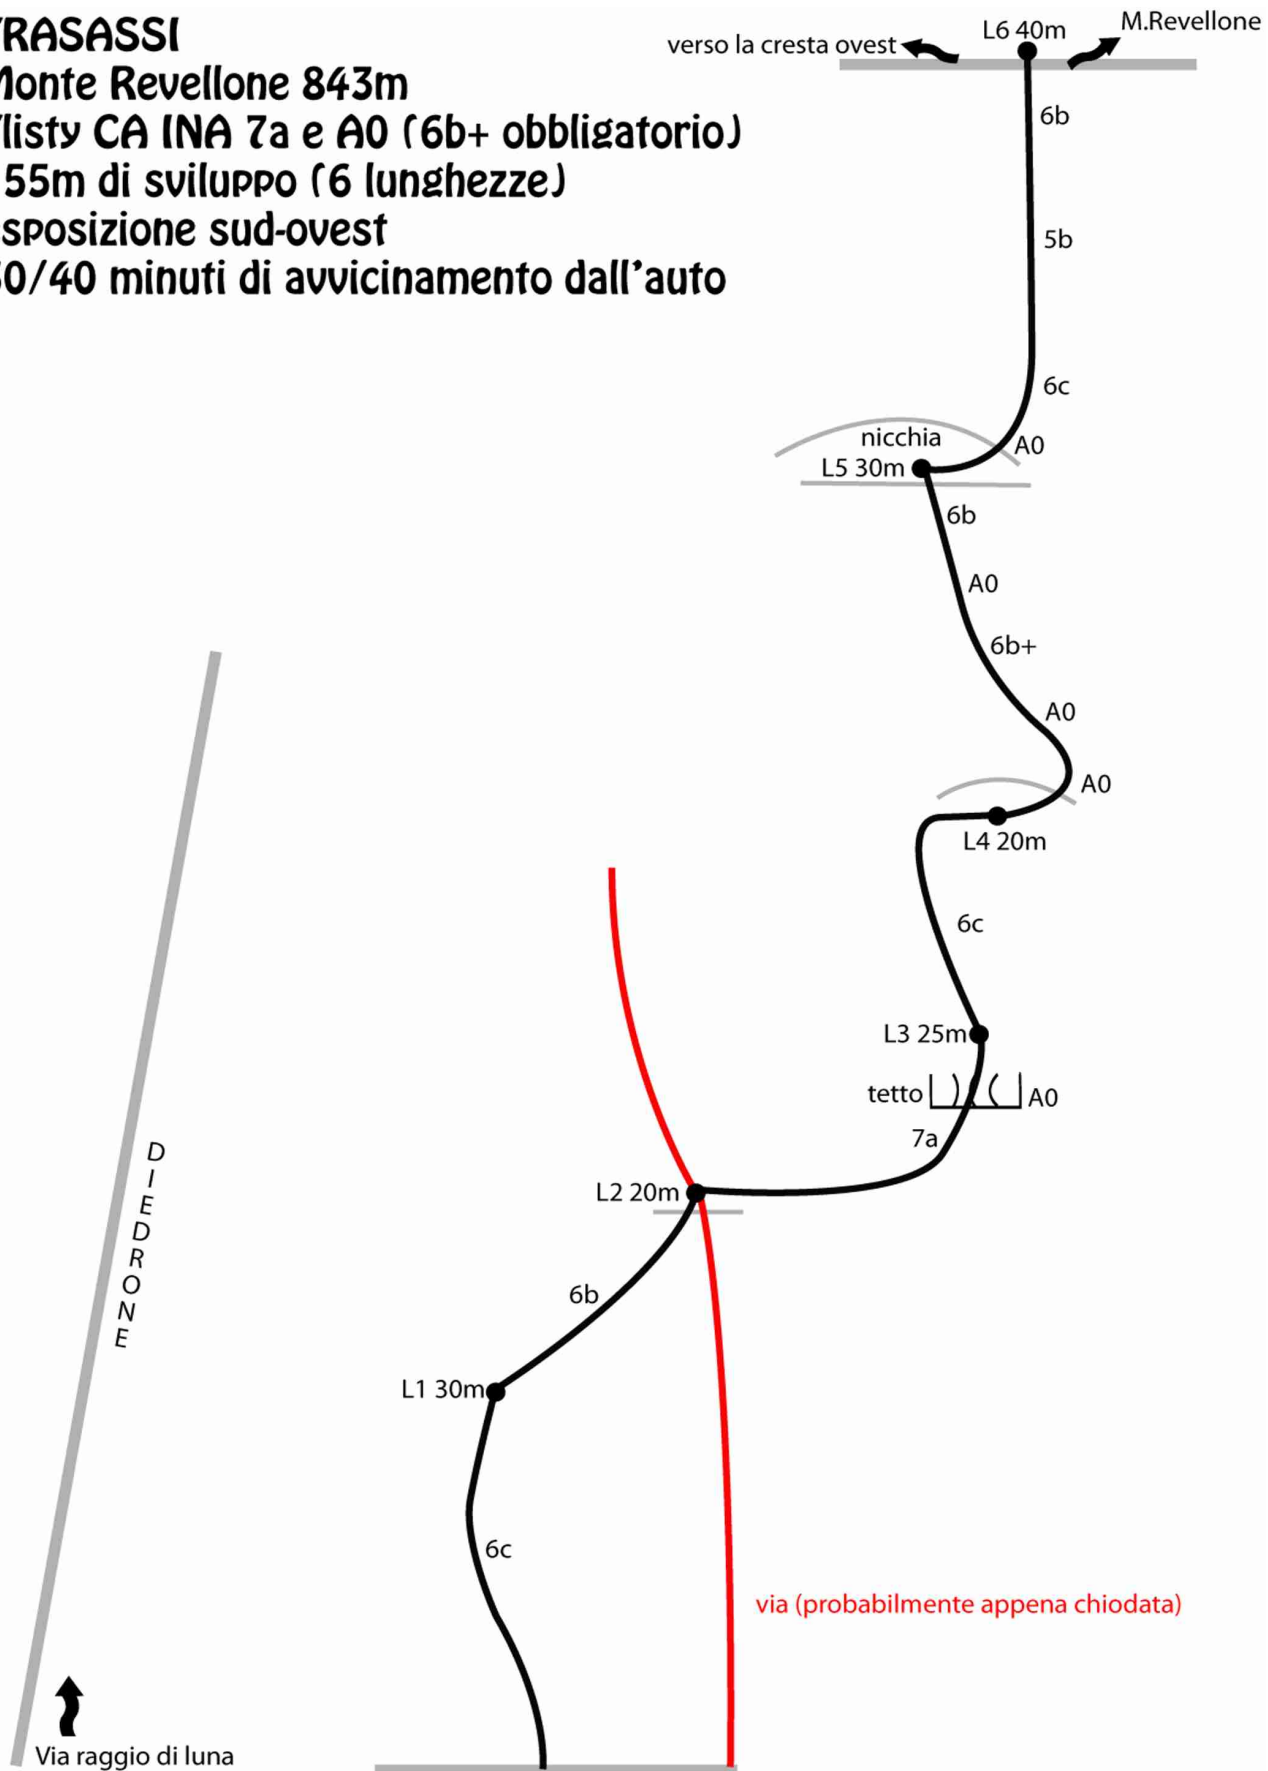 RASASSI
Monte Revellone 843m
listy CA INA 7a e A0 (6b+ obbligatorio)
55m di sviluppo (6 lunghezze)
sposizione sud-ovest
0/40 minuti di avvicinamento dall'auto
L6 40m
M.Revellone
verso la cresta ovest
6b
5b
6c
nicchia
A0
L5 30m
6b
A0
6b+
A0
A0
L4 20m
6c
L3 25m
tetto
A0
7a
L2 20m
DIEDRONE
6b
L1 30m
6c
via (probabilmente appena chiodata)
Via raggio di luna